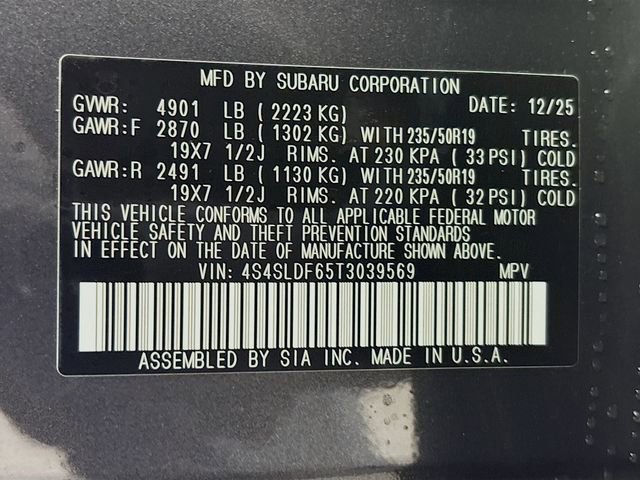 MFD BY SUBARU CORPORATION
GVWR: 4901 LB ( 2223 KG) DATE: 12/25
GAWR:F 2870 LB ( 1302 KG) WITH 235/50R19 TIRES.
19X7 1/2J RIMS. AT 230 KPA ( 33 PSI) COLD
GAWR:R 2491 LB ( 1130 KG) WITH 235/50R19 TIRES.
19X7 1/2J RIMS. AT 220 KPA ( 32 PSI) COLD
THIS VEHICLE CONFORMS TO ALL APPLICABLE FEDERAL MOTOR
VEHICLE SAFETY AND THEFT PREVENTION STANDARDS
IN EFFECT ON THE DATE OF MANUFACTURE SHOWN ABOVE.
VIN: 4S4SLDF65T3039569 MPV
ASSEMBLED BY SIA INC. MADE IN U.S.A.